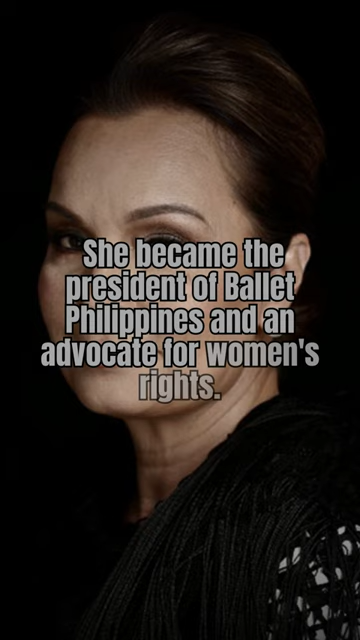 She became the
president of Ballet
Philippines and an
advocate for women's
rights.